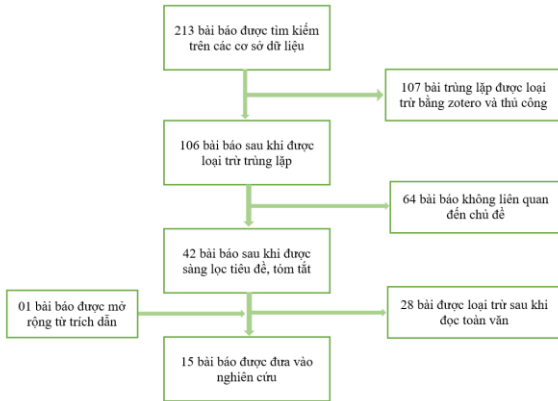 213 bài báo được tìm kiếm
trên các cơ sở dữ liệu
107 bài trùng lặp được loại
trừ bằng zotero và thủ công
106 bài báo sau khi được
loại trừ trùng lặp
64 bài báo không liên quan
đến chủ đề
42 bài báo sau khi được
sàng lọc tiêu đề, tóm tắt
01 bài báo được mở
rộng từ trích dẫn
28 bài được loại trừ sau khi
đọc toàn văn
15 bài báo được đưa vào
nghiên cứu